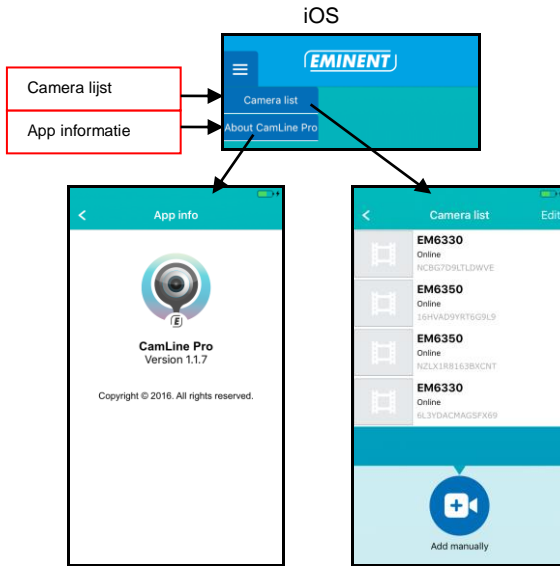 iOS
EMINENT
Camera lijst
Camera list
App informatie
About CamLine Pro
App info
E
CamLine Pro
Version 1.1.7
Copyright © 2016. All rights reserved.
Camera list
Edit
EM6330
Online
NCBG7D9LTLDWVE
EM6350
Online
16HVAD9YRT6G9L9
EM6350
Online
NZLX1R8163BXCNT
EM6330
Online
6L3YDACMAGSFX69
Add manually